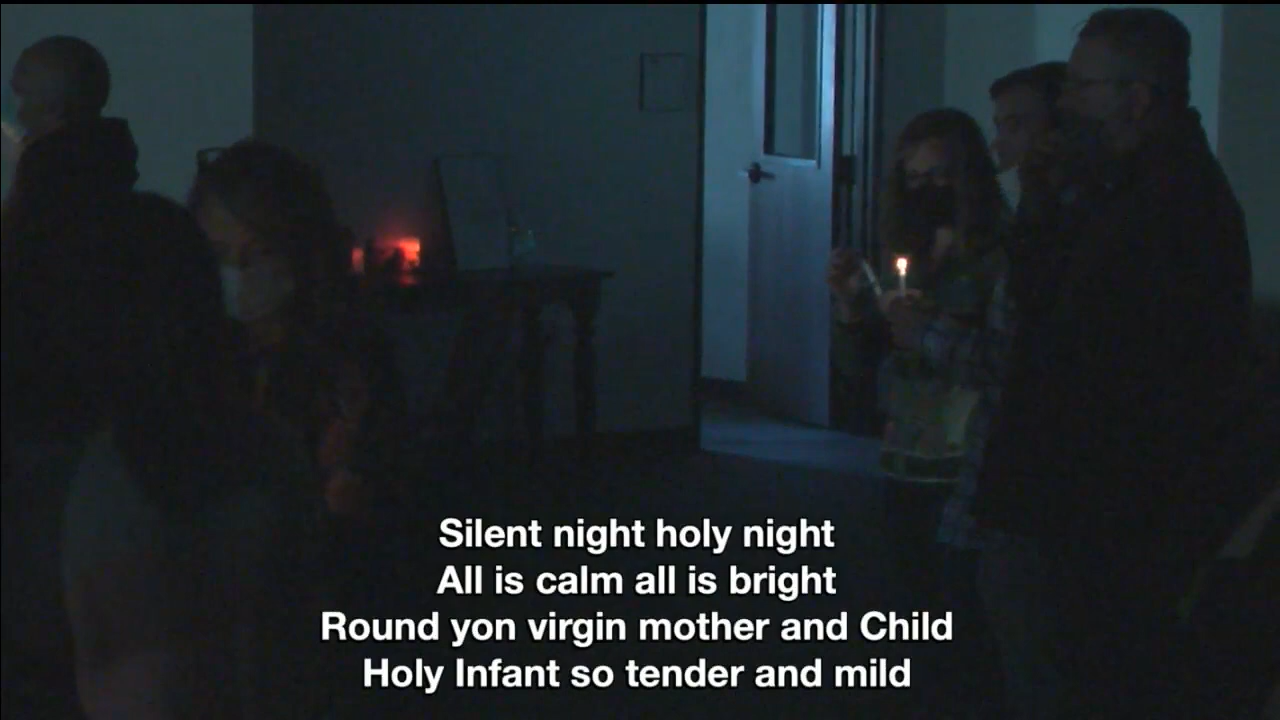 Silent night holy night
All is calm all is bright
Round yon virgin mother and Child
Holy Infant so tender and mild